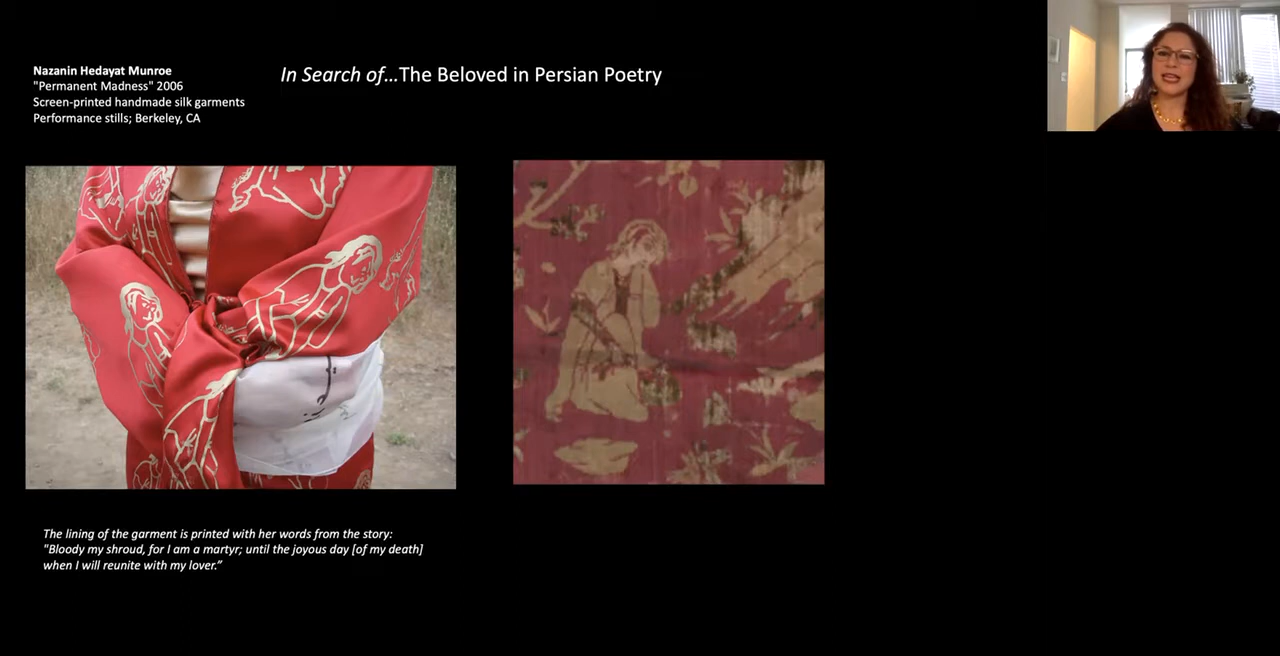 Nazanin Hedayat Munroe
"Permanent Madness" 2006
Screen-printed handmade silk garments
Performance stills; Berkeley, CA
In Search of...The Beloved in Persian Poetry
The lining of the garment is printed with her words from the story:
"Bloody my shroud, for I am a martyr; until the joyous day [of my death]
when I will reunite with my lover.”